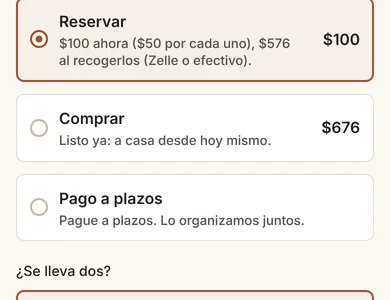 Reservar
$100 ahora ($50 por cada uno), $576 $100
al recogerlos (Zelle o efectivo).
Comprar
$676
Listo ya: a casa desde hoy mismo.
Pago a plazos
Pague a plazos. Lo organizamos juntos.
¿Se lleva dos?